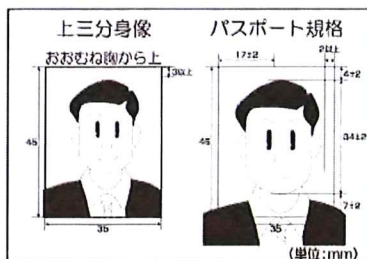 上三分身像
おおむね胸から上
3以上
45
35
パスポート規格
17±2
2以上
4±2
45
34±2
7±2
35
(単位:mm)